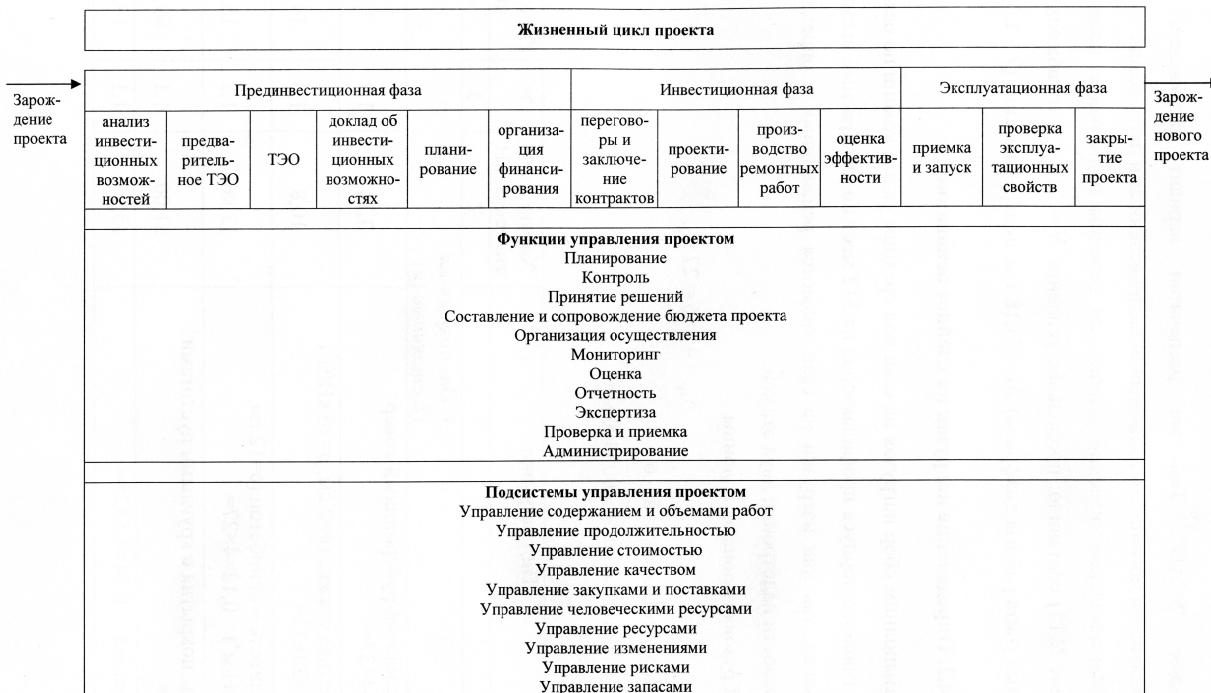 Жизненный цикл проекта
Зарож-
дение
проекта
Прединвестиционная фаза
Инвестиционная фаза
Эксплуатационная фаза
анализ
инвести-
ционных
возмож-
ностей
предва-
ритель-
ное ТЭО
ТЭО
доклад об
инвести-
ционных
возможно-
стях
плани-
рование
организа-
ция
финанси-
рования
перегово-
ры и
заключе-
ние
контрактов
проекти-
рование
произ-
водство
ремонтных
работ
оценка
эффектив-
ности
приемка
и запуск
проверка
эксплуа-
тационных
свойств
закры-
тие
проекта
Зарож-
дение
нового
проекта
Функции управления проектом
Планирование
Контроль
Принятие решений
Составление и сопровождение бюджета проекта
Организация осуществления
Мониторинг
Оценка
Отчетность
Экспертиза
Проверка и приемка
Администрирование
Подсистемы управления проектом
Управление содержанием и объемами работ
Управление продолжительностью
Управление стоимостью
Управление качеством
Управление закупками и поставками
Управление человеческими ресурсами
Управление ресурсами
Управление изменениями
Управление рисками
Управление запасами